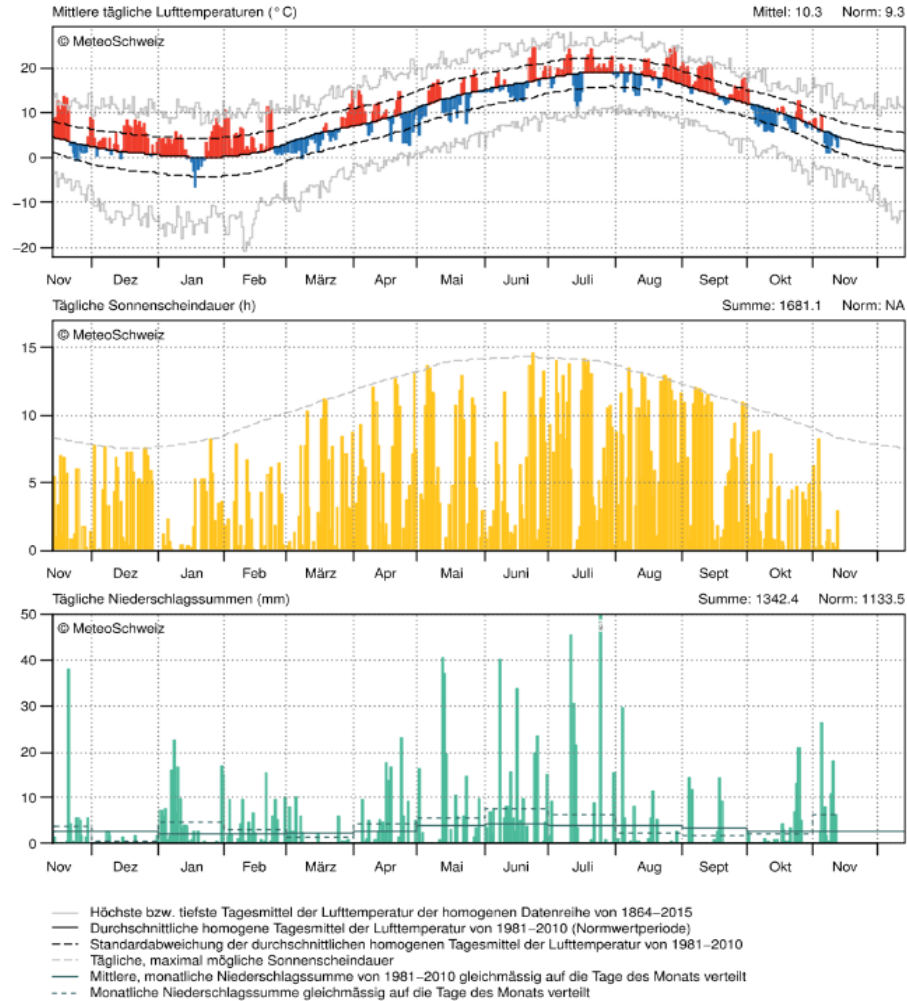 Mittlere tägliche Lufttemperaturen (°C) Mittel: 10.3 Norm: 9.3
© MeteoSchweiz
20
10
0
−10
−20
Nov Dez Jan Feb März Apr Mai Juni Juli Aug Sept Okt Nov
Tägliche Sonnenscheindauer (h) Summe: 1681.1 Norm: NA
© MeteoSchweiz
15
10
5
0
Nov Dez Jan Feb März Apr Mai Juni Juli Aug Sept Okt Nov
Tägliche Niederschlagssummen (mm) Summe: 1342.4 Norm: 1133.5
50
© MeteoSchweiz
40
30
20
10
0
Nov Dez Jan Feb März Apr Mai Juni Juli Aug Sept Okt Nov
Höchste bzw. tiefste Tagesmittel der Lufttemperatur der homogenen Datenreihe von 1864−2015
Durchschnittliche homogene Tagesmittel der Lufttemperatur von 1981−2010 (Normwertperiode)
Standardabweichung der durchschnittlichen homogenen Tagesmittel der Lufttemperatur von 1981−2010
Tägliche, maximal mögliche Sonnenscheindauer
Mittlere, monatliche Niederschlagssumme von 1981−2010 gleichmässig auf die Tage des Monats verteilt
Monatliche Niederschlagssumme gleichmässig auf die Tage des Monats verteilt